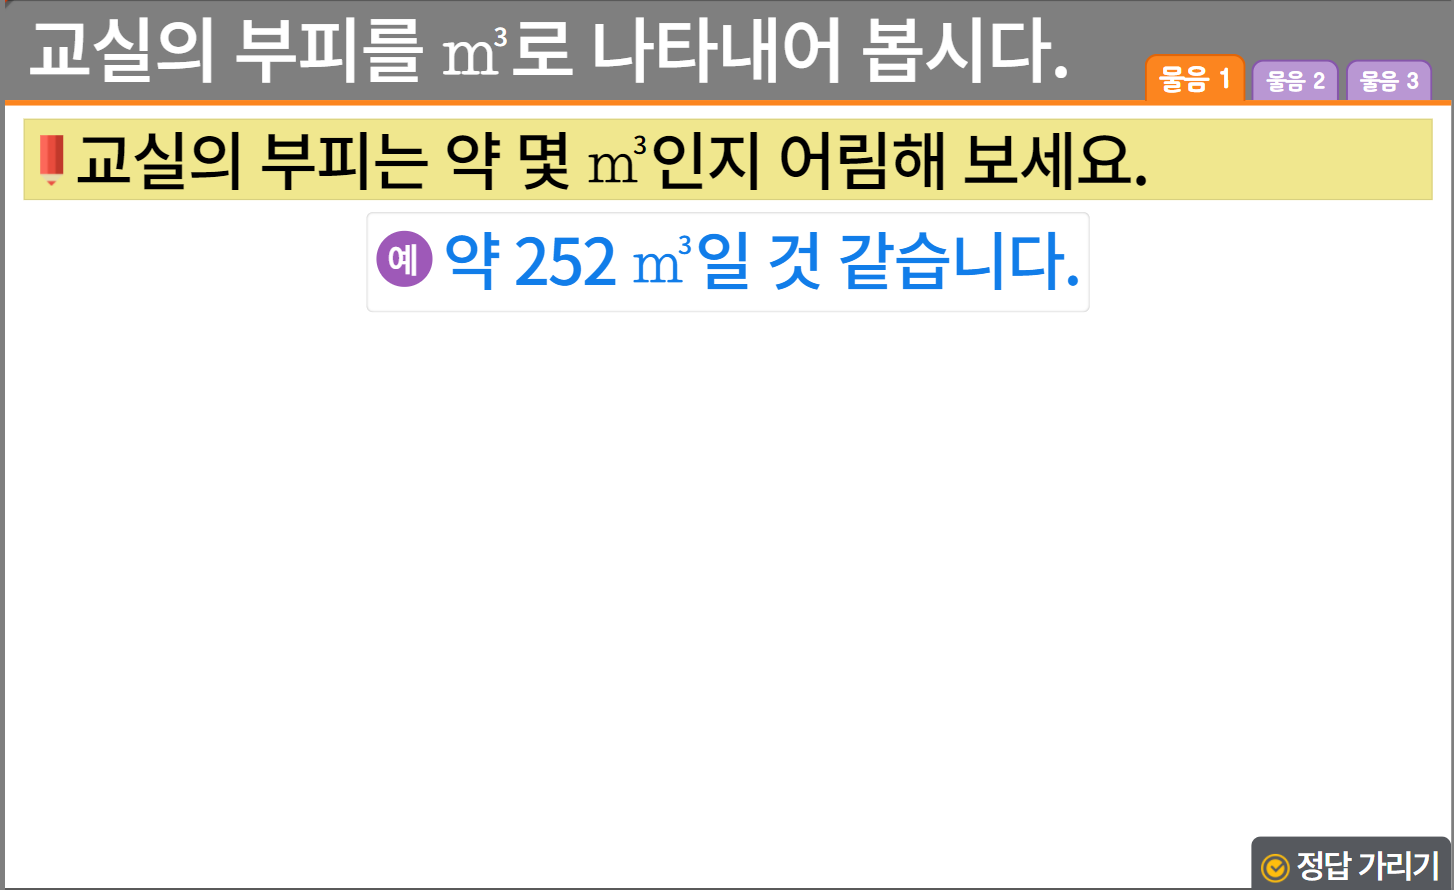 교실의 부피를 m³로 나타내어 봅시다.
물음 1 물음 2 물음 3
교실의 부피는 약 몇 m³인지 어림해 보세요.
예 약 252 m³일 것 같습니다.
정답 가리기